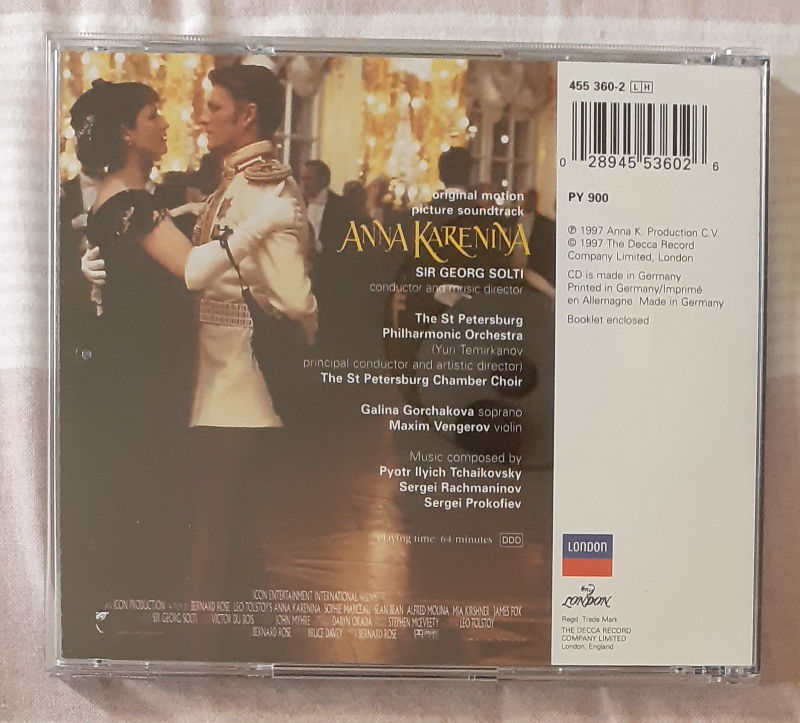 original motion
picture soundtrack
ANNA KARENINA
SIR GEORG SOLTI
conductor and music director
The St Petersburg
Philharmonic Orchestra
(Yuri Temirkanov
principal conductor and artistic director)
The St Petersburg Chamber Choir
Galina Gorchakova soprano
Maxim Vengerov violin
Music composed by
Pyotr Ilyich Tchaikovsky
Sergei Rachmaninov
Sergei Prokofiev
Playing time: 64 minutes DDD
ICON ENTERTAINMENT INTERNATIONAL
AN ICON PRODUCTION A FILM BY BERNARD ROSE LEO TOLSTOY'S ANNA KARENINA SOPHIE MARCEAU SEAN BEAN ALFRED MOLINA MIA KIRSHNER JAMES FOX
SIR GEORG SOLTI VICTOR DU BOIS JOHN MYHRE DARYN OKADA STEPHEN McEVEETY LEO TOLSTOY
BERNARD ROSE BRUCE DAVEY BERNARD ROSE
455 360-2 LH
0 28945 53602 6
PY 900
℗ 1997 Anna K. Production C.V.
© 1997 The Decca Record
Company Limited, London
CD is made in Germany
Printed in Germany/Imprimé
en Allemagne. Made in Germany
Booklet enclosed
LONDON
ffrr
LONDON
Regd. Trade Mark
THE DECCA RECORD
COMPANY LIMITED
London, England